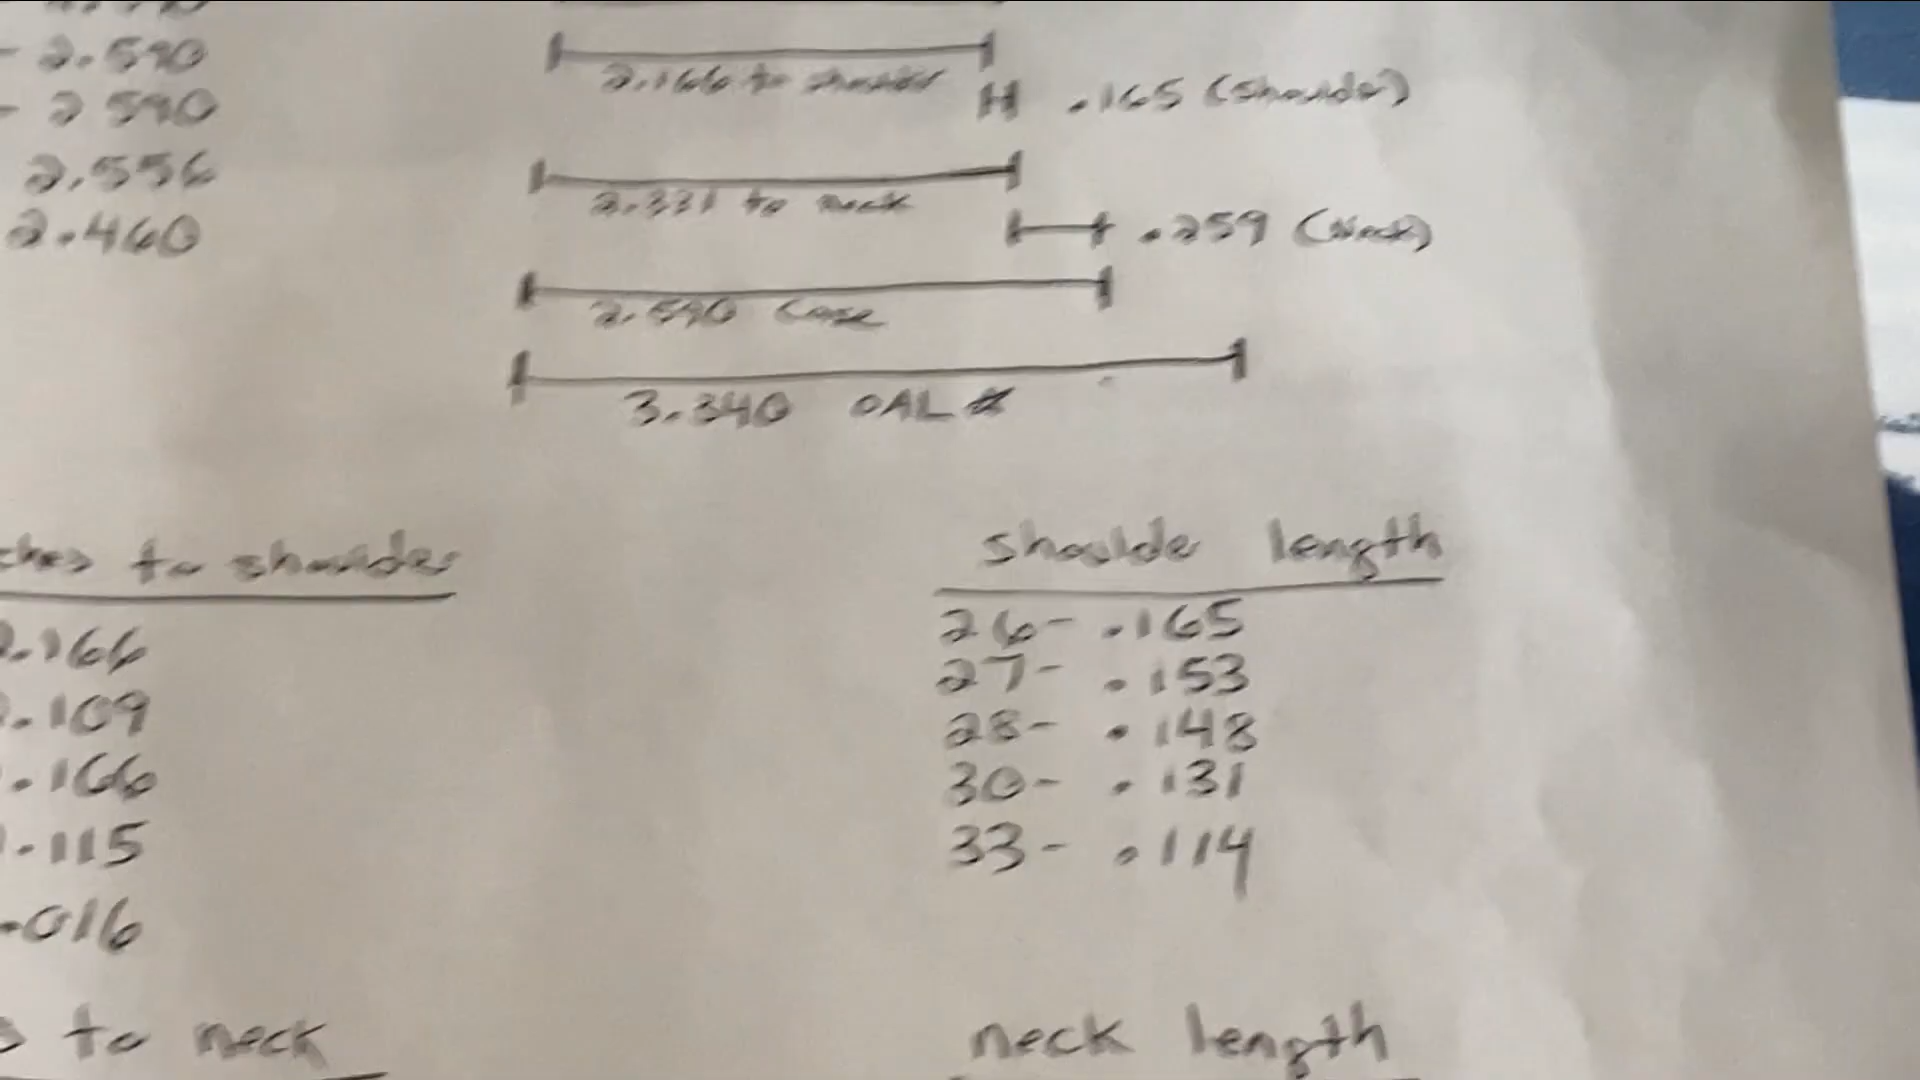 - 2.590
2.166 to shoulder
H .165 (Shoulder)
- 2 590
2.556
2.331 to neck
2.460
.259 (Neck)
2.590 Case
3.340 OAL
to shoulder
shoulde length
.166
26- .165
.109
27- .153
.166
28- .148
30- .131
.115
33- .114
.016
to neck
neck length